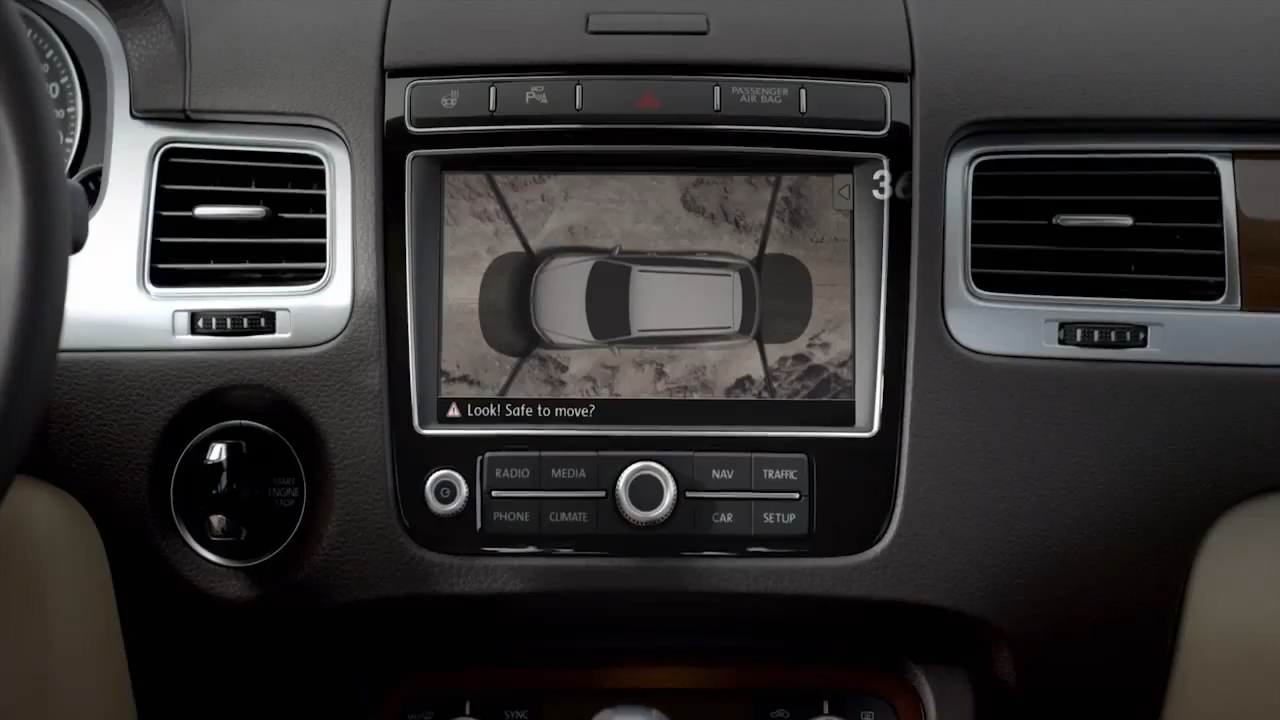 PASSENGER
AIR BAG
36
Look! Safe to move?
RADIO MEDIA NAV TRAFFIC
PHONE CLIMATE CAR SETUP
START
ENGINE
STOP
SYNC